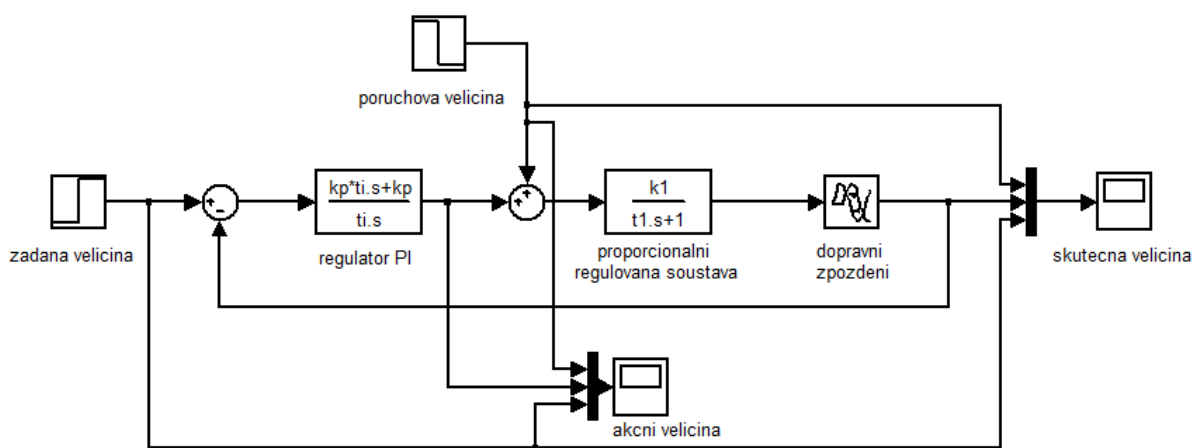 poruchova velicina
zadana velicina
+
-
kp*ti.s+kp
ti.s
regulator PI
+
+
k1
t1.s+1
proporcionalni
regulovana soustava
dopravni
zpozdeni
skutecna velicina
akcni velicina